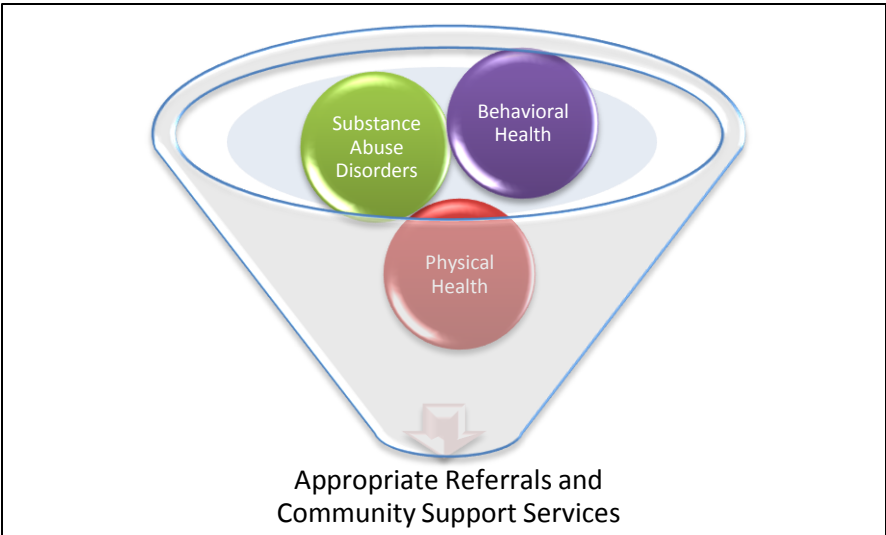 Substance
Abuse
Disorders
Behavioral
Health
Physical
Health
Appropriate Referrals and
Community Support Services